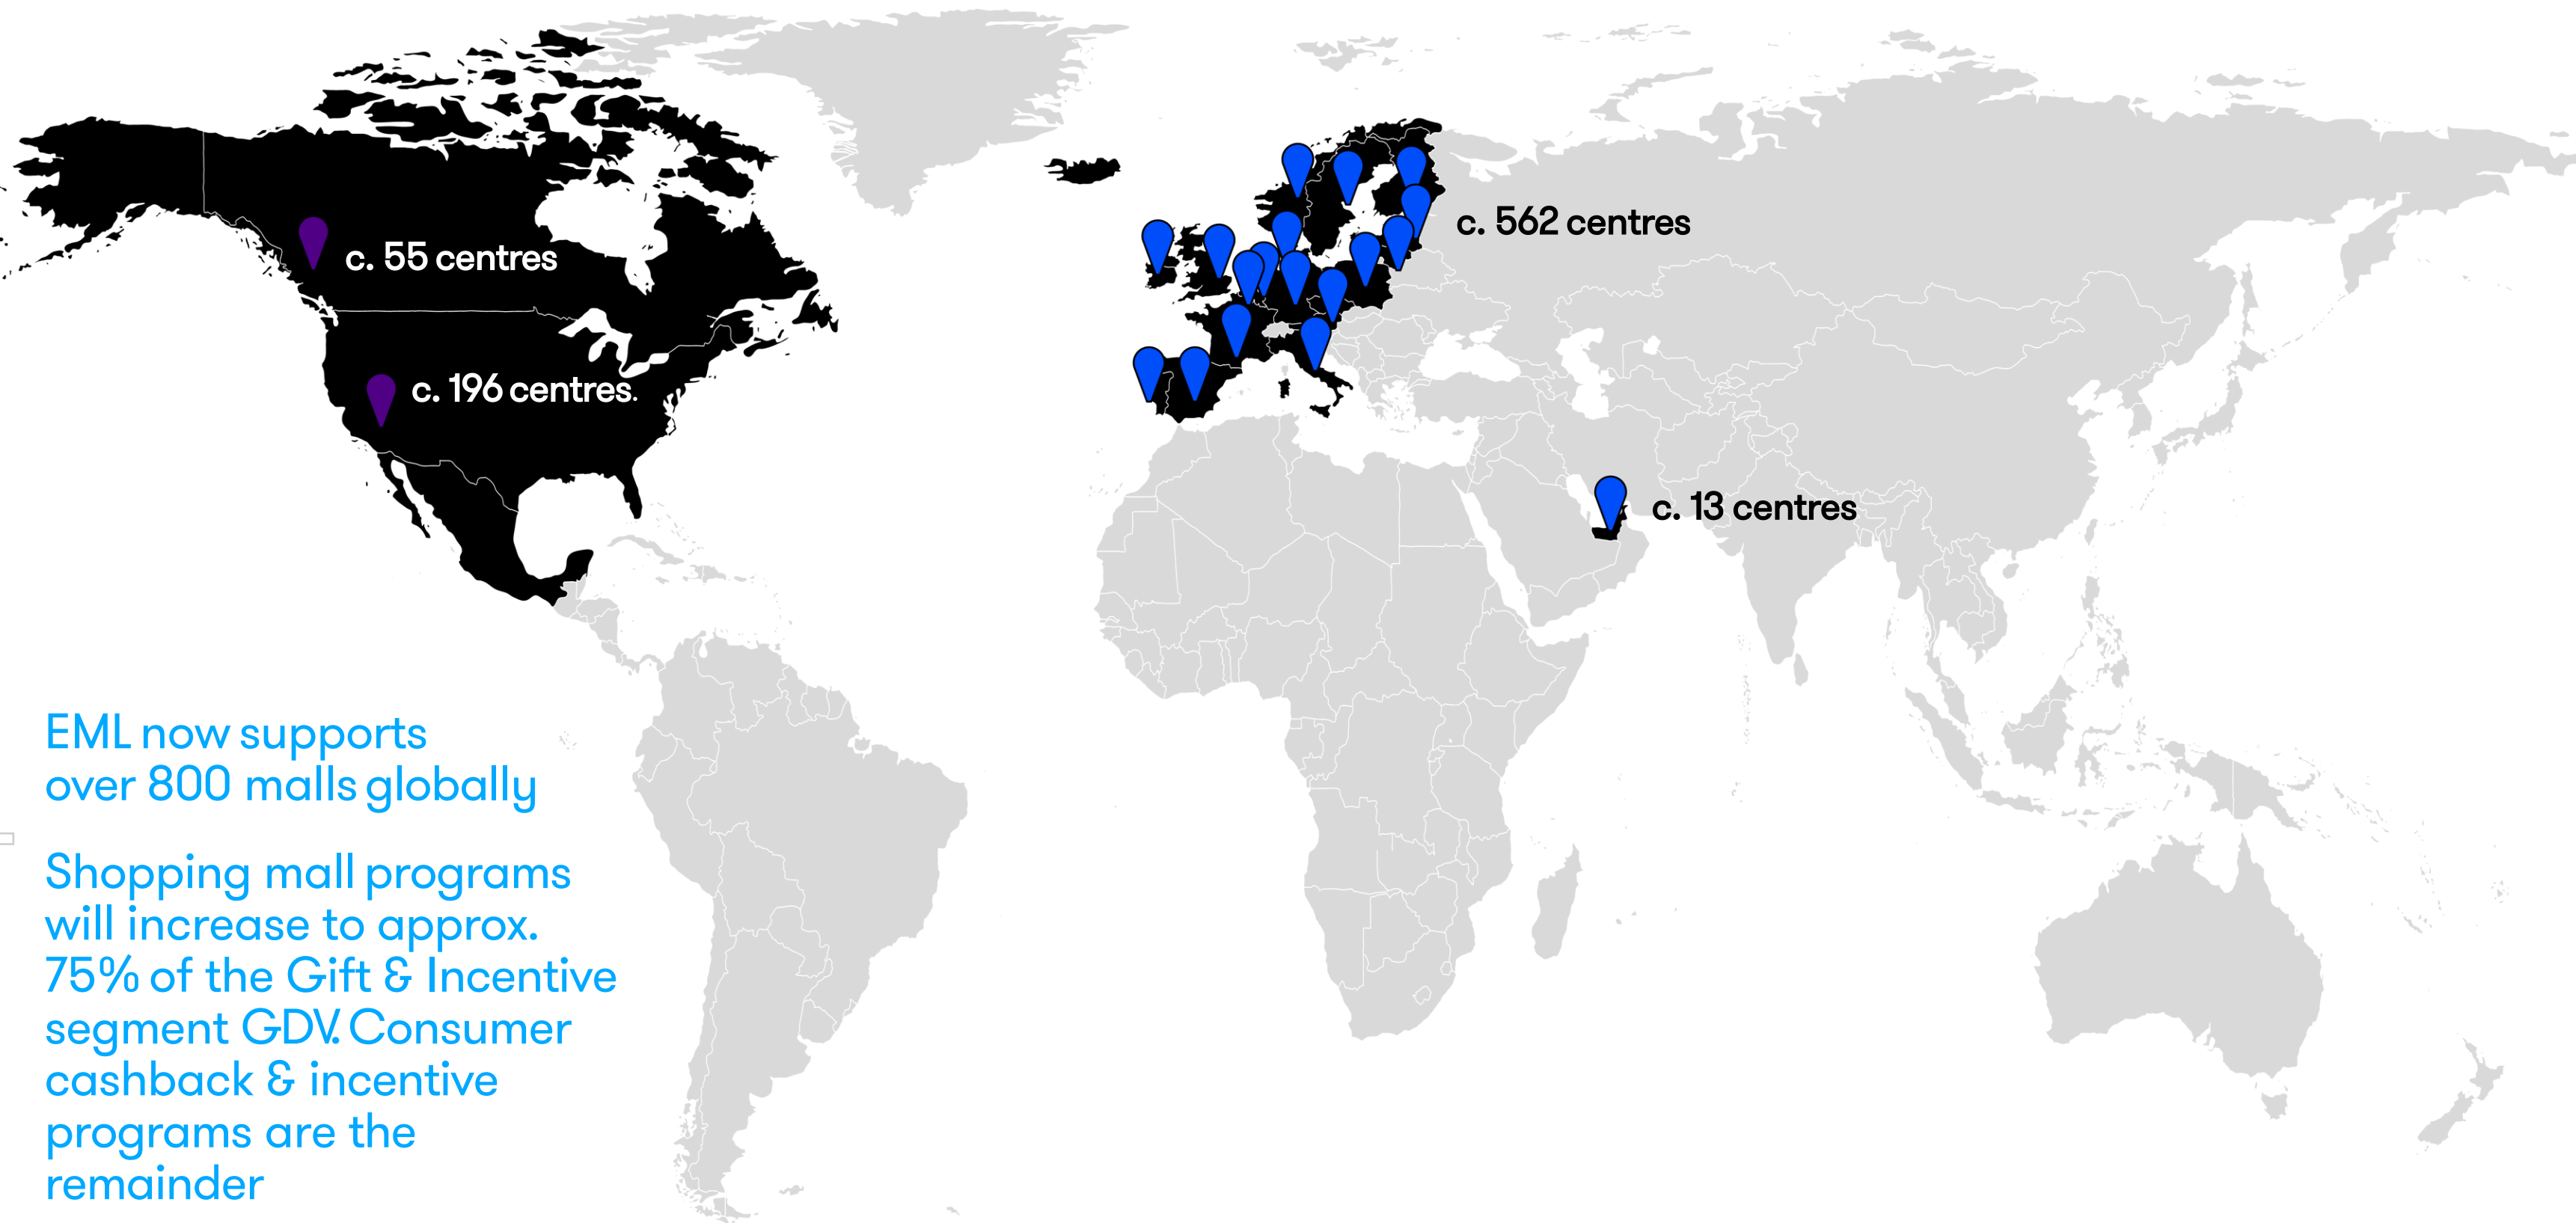 c. 562 centres
c. 55 centres
c. 196 centres.
c. 13 centres
EML now supports
over 800 malls globally
Shopping mall programs
will increase to approx.
75% of the Gift & Incentive
segment GDV. Consumer
cashback & incentive
programs are the
remainder